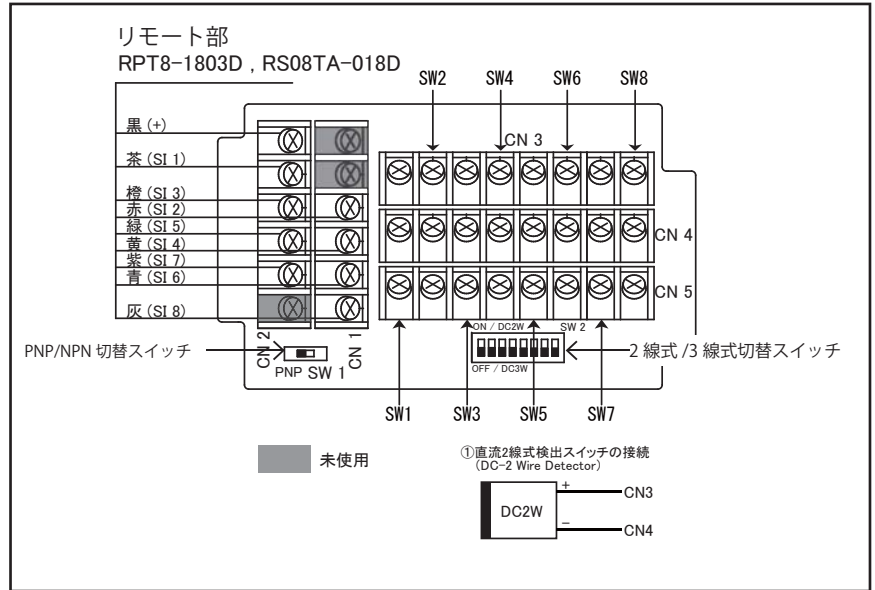 リモート部
RPT8-1803D , RS08TA-018D
SW2 SW4 SW6 SW8
黒 (+)
CN 3
茶 (SI 1)
橙 (SI 3)
赤 (SI 2)
緑 (SI 5)
黄 (SI 4)
紫 (SI 7)
青 (SI 6)
灰 (SI 8)
CN 4
CN 5
ON / DC2W SW 2
PNP/NPN 切替スイッチ
CN 2
CN 1
PNP SW 1
OFF / DC3W
2 線式 /3 線式切替スイッチ
SW1 SW3 SW5 SW7
未使用
①直流2線式検出スイッチの接続
(DC-2 Wire Detector)
DC2W
+ CN3
− CN4